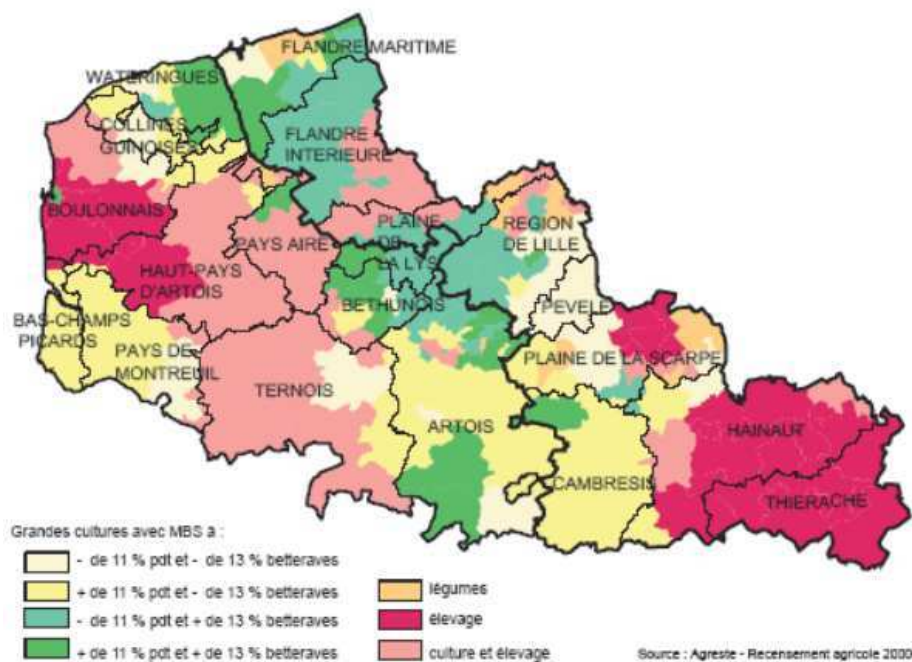 FLANDRE MARITIME
WATERINGUES
COLLINES
GUINOISES
FLANDRE
INTERIEURE
BOULONNAIS
PLAINE
DE
LA LYS
REGION
DE LILLE
PAYS AIRE
HAUT-PAYS
D'ARTOIS
BETHUNOIS
PEVELE
BAS-CHAMPS
PICARDS
PAYS DE
MONTREUIL
PLAINE DE LA SCARPE
TERNOIS
ARTOIS
HAINAUT
CAMBRESIS
THIERACHE
Grandes cultures avec MBS à :
- de 11 % pdt et - de 13 % betteraves
+ de 11 % pdt et - de 13 % betteraves
- de 11 % pdt et + de 13 % betteraves
+ de 11 % pdt et + de 13 % betteraves
légumes
élevage
culture et élevage
Source : Agreste - Recensement agricole 2000